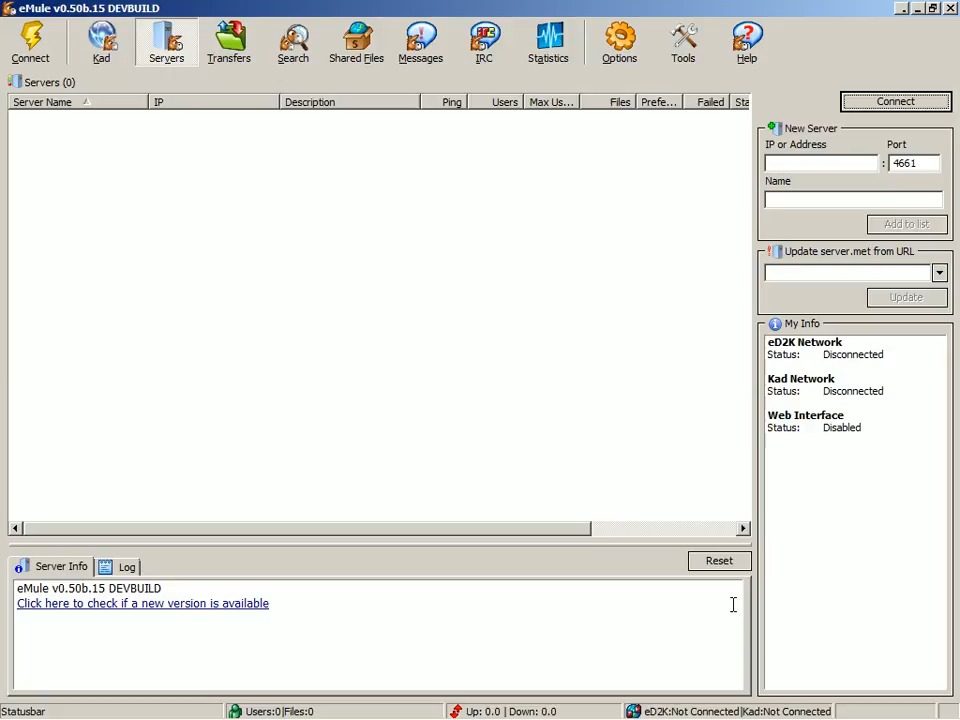 eMule v0.50b.15 DEVBUILD
Connect Kad Servers Transfers Search Shared Files Messages IRC Statistics Options Tools Help
Servers (0)
Server Name IP Description Ping Users Max Us... Files Prefe... Failed Sta
Connect
New Server
IP or Address Port
: 4661
Name
Add to list
Update server.met from URL
Update
My Info
eD2K Network
Status: Disconnected
Kad Network
Status: Disconnected
Web Interface
Status: Disabled
Server Info Log Reset
eMule v0.50b.15 DEVBUILD
Click here to check if a new version is available
Statusbar Users:0|Files:0 Up: 0.0 | Down: 0.0 eD2K:Not Connected|Kad:Not Connected